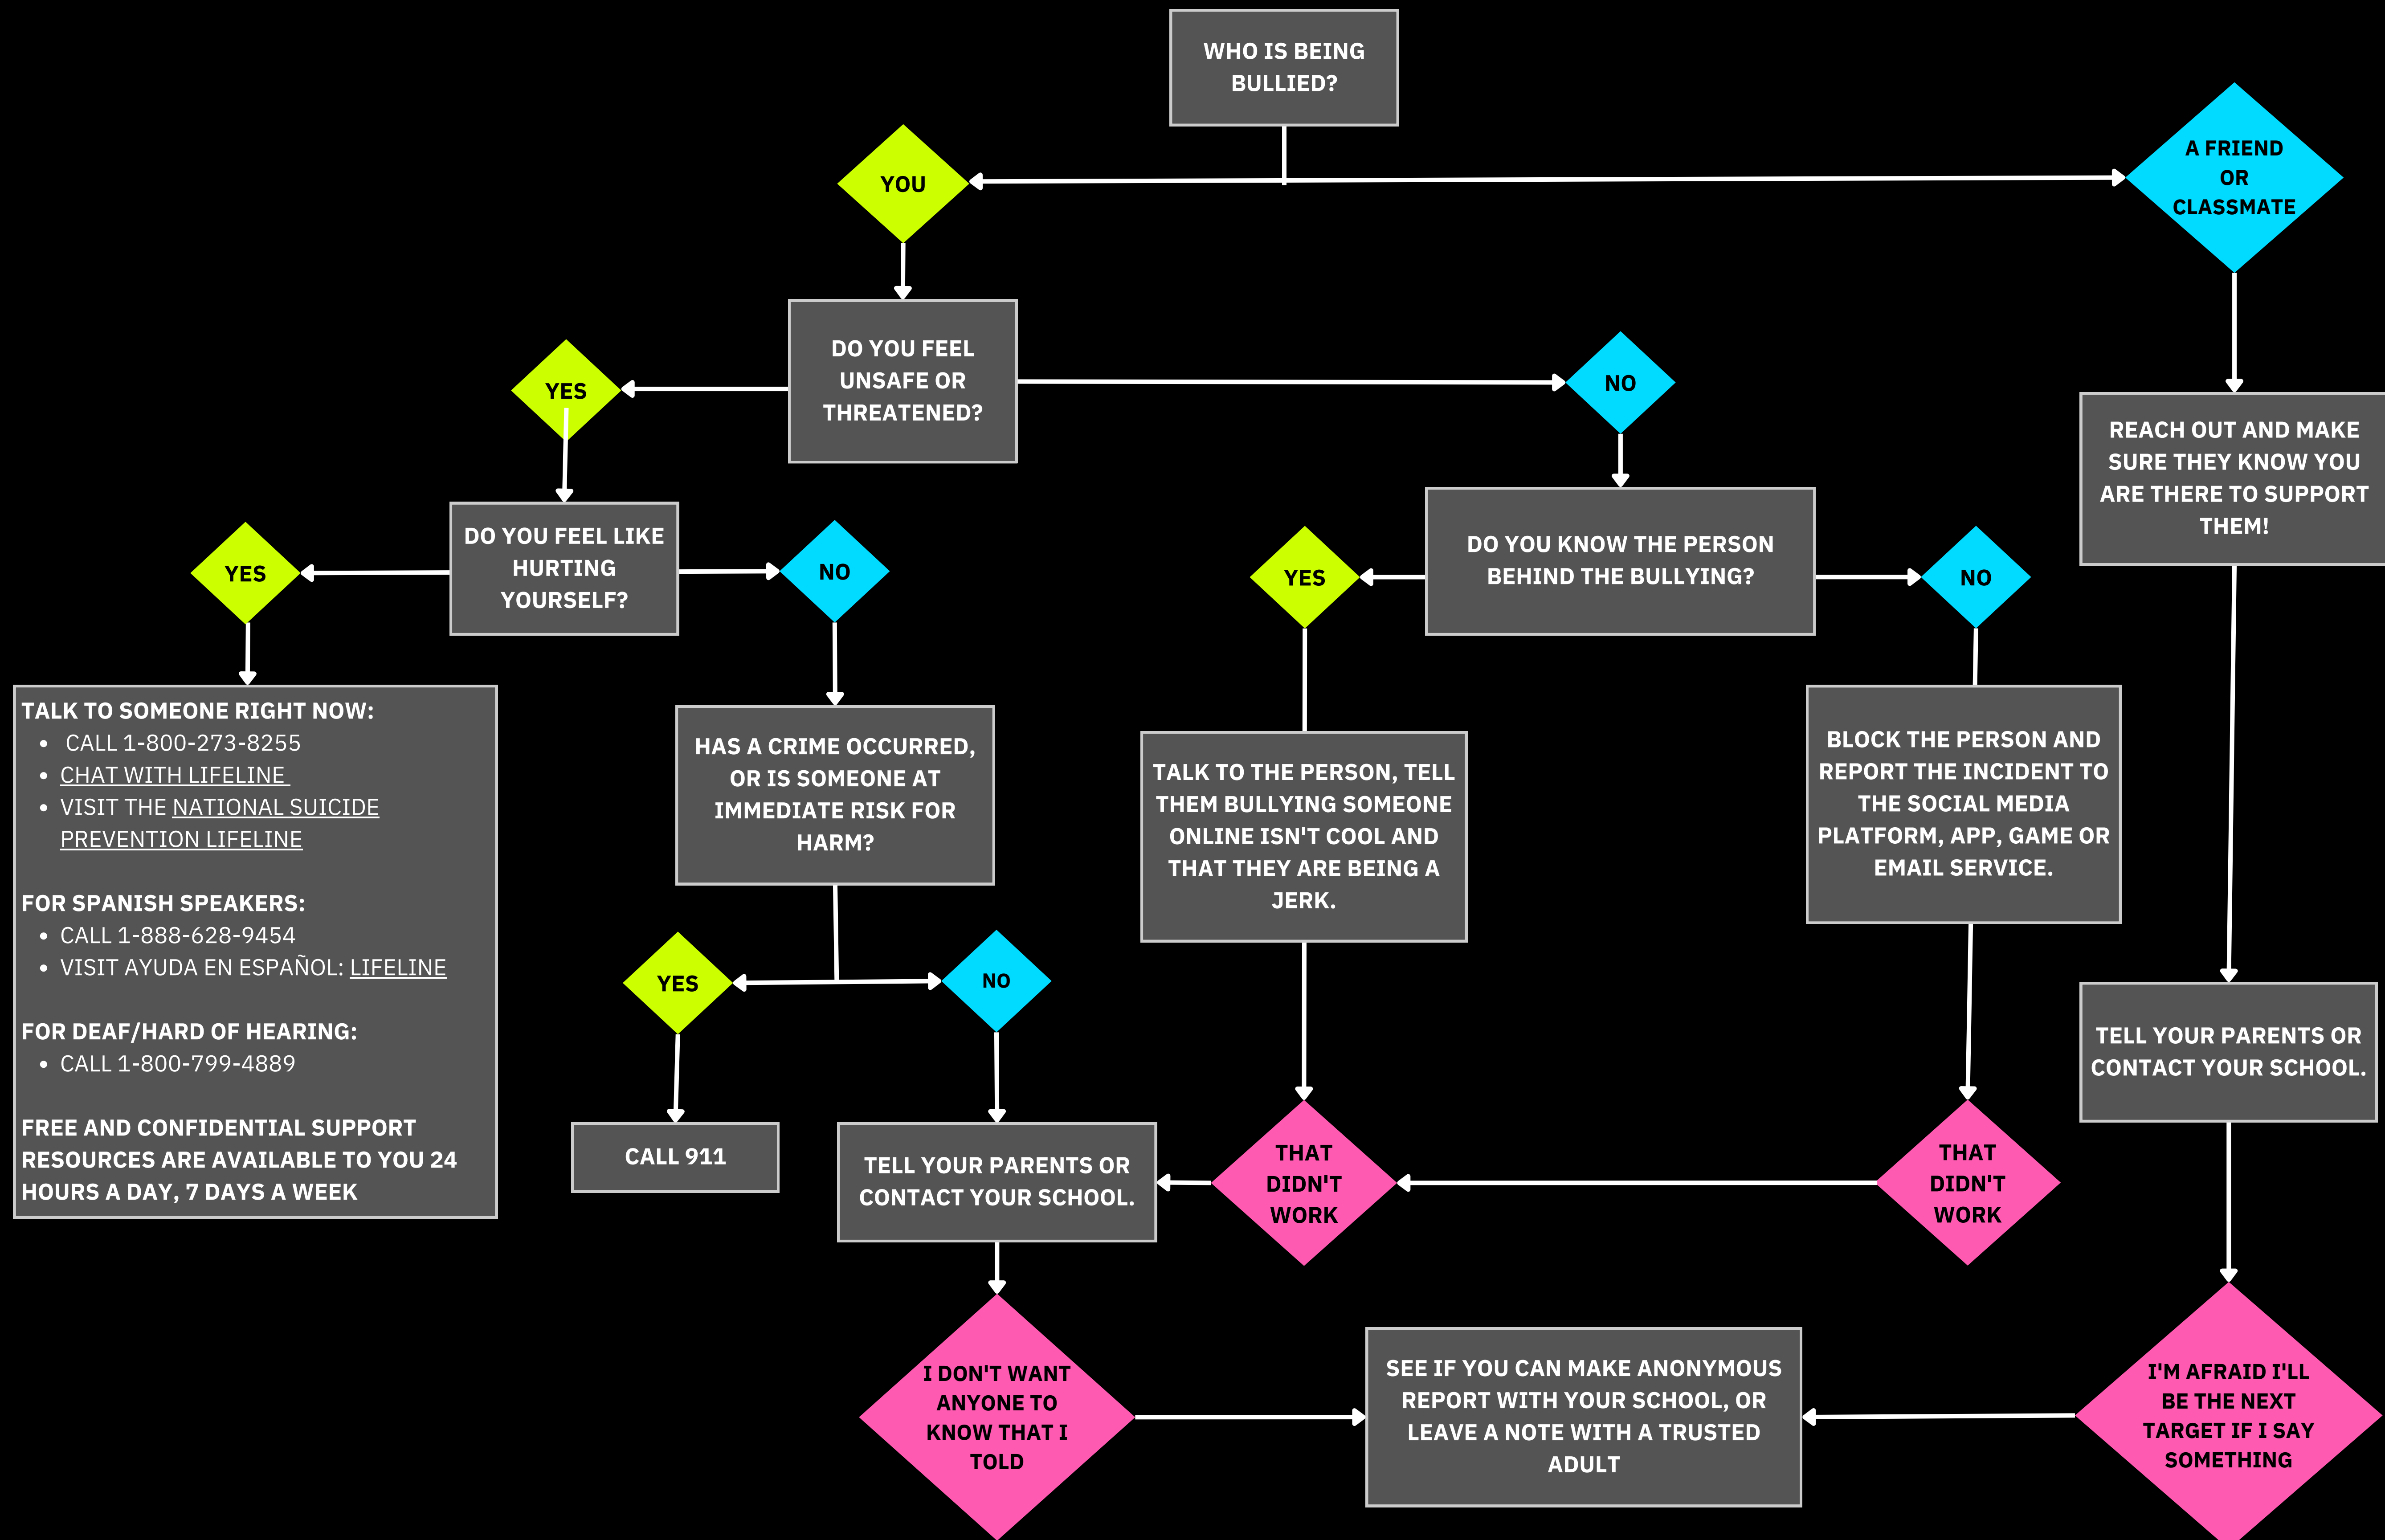 WHO IS BEING
BULLIED?
YOU
A FRIEND
OR
CLASSMATE
DO YOU FEEL
UNSAFE OR
THREATENED?
YES
NO
REACH OUT AND MAKE
SURE THEY KNOW YOU
ARE THERE TO SUPPORT
THEM!
DO YOU FEEL LIKE
HURTING
YOURSELF?
YES
NO
DO YOU KNOW THE PERSON
BEHIND THE BULLYING?
YES
NO
TALK TO SOMEONE RIGHT NOW:
• CALL 1-800-273-8255
• CHAT WITH LIFELINE
• VISIT THE NATIONAL SUICIDE
PREVENTION LIFELINE
FOR SPANISH SPEAKERS:
• CALL 1-888-628-9454
• VISIT AYUDA EN ESPAÑOL: LIFELINE
FOR DEAF/HARD OF HEARING:
• CALL 1-800-799-4889
FREE AND CONFIDENTIAL SUPPORT
RESOURCES ARE AVAILABLE TO YOU 24
HOURS A DAY, 7 DAYS A WEEK
HAS A CRIME OCCURRED,
OR IS SOMEONE AT
IMMEDIATE RISK FOR
HARM?
TALK TO THE PERSON, TELL
THEM BULLYING SOMEONE
ONLINE ISN'T COOL AND
THAT THEY ARE BEING A
JERK.
BLOCK THE PERSON AND
REPORT THE INCIDENT TO
THE SOCIAL MEDIA
PLATFORM, APP, GAME OR
EMAIL SERVICE.
YES
NO
TELL YOUR PARENTS OR
CONTACT YOUR SCHOOL.
CALL 911
TELL YOUR PARENTS OR
CONTACT YOUR SCHOOL.
THAT
DIDN'T
WORK
THAT
DIDN'T
WORK
I DON'T WANT
ANYONE TO
KNOW THAT I
TOLD
SEE IF YOU CAN MAKE ANONYMOUS
REPORT WITH YOUR SCHOOL, OR
LEAVE A NOTE WITH A TRUSTED
ADULT
I'M AFRAID I'LL
BE THE NEXT
TARGET IF I SAY
SOMETHING